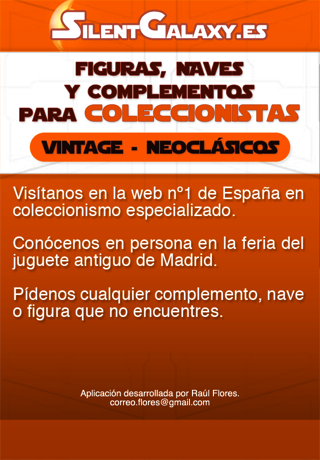 SILENTGALAXY.ES
FIGURAS, NAVES
Y COMPLEMENTOS
PARA COLECCIONISTAS
VINTAGE - NEOCLÁSICOS
Visítanos en la web nº1 de España en
coleccionismo especializado.
Conócenos en persona en la feria del
juguete antiguo de Madrid.
Pídenos cualquier complemento, nave
o figura que no encuentres.
Aplicación desarrollada por Raúl Flores.
correo.flores@gmail.com